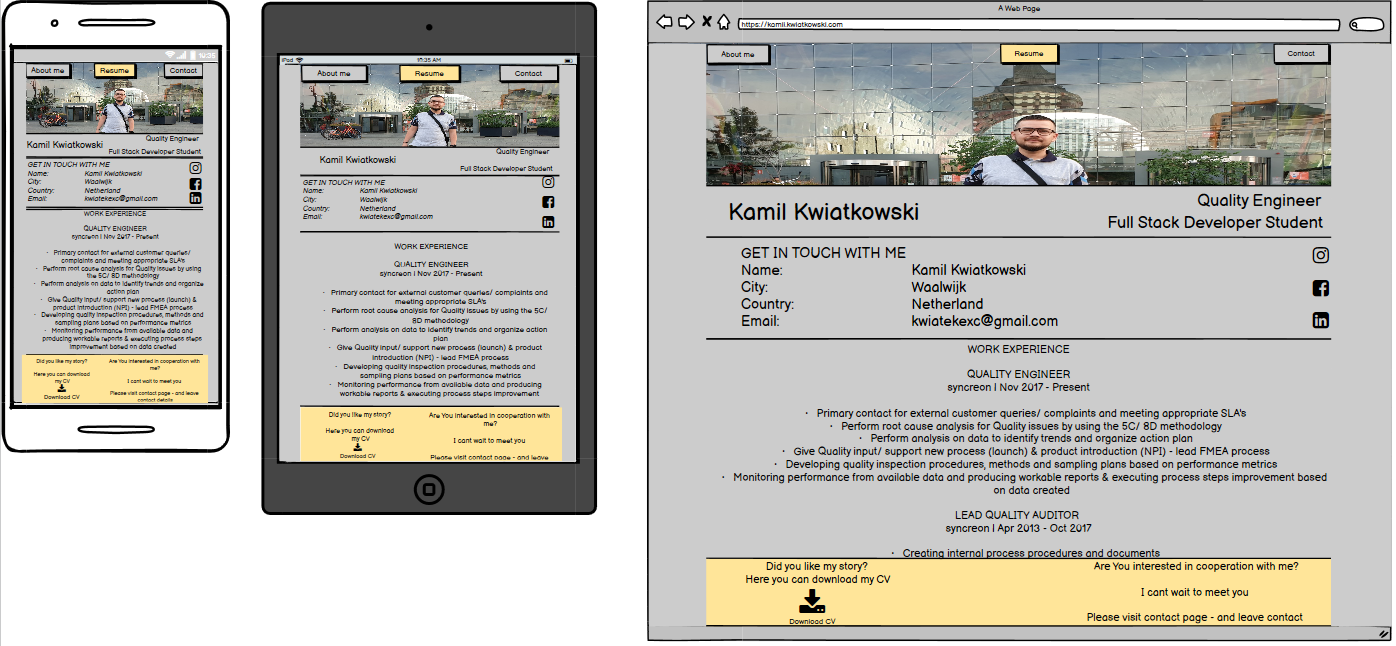 10:35
About me
Resume
Contact
Kamil Kwiatkowski
Quality Engineer
Full Stack Developer Student
GET IN TOUCH WITH ME
Name: Kamil Kwiatkowski
City: Waalwijk
Country: Netherland
Email: kwiatekexc@gmail.com
WORK EXPERIENCE
QUALITY ENGINEER
syncreon | Nov 2017 - Present
· Primary contact for external customer queries/
complaints and meeting appropriate SLA's
· Perform root cause analysis for Quality issues by using
the 5C/ 8D methodology
· Perform analysis on data to identify trends and organize
action plan
· Give Quality input/ support new process (launch) &
product introduction (NPI) - lead FMEA process
· Developing quality inspection procedures, methods and
sampling plans based on performance metrics
· Monitoring performance from available data and
producing workable reports & executing process steps
improvement based on data created
Did you like my story?
Here you can download
my CV
Download CV
Are You interested in cooperation with
me?
I cant wait to meet you
Please visit contact page - and leave
contact details
iPod
10:35 AM
About me
Resume
Contact
Kamil Kwiatkowski
Quality Engineer
Full Stack Developer Student
GET IN TOUCH WITH ME
Name: Kamil Kwiatkowski
City: Waalwijk
Country: Netherland
Email: kwiatekexc@gmail.com
WORK EXPERIENCE
QUALITY ENGINEER
syncreon | Nov 2017 - Present
· Primary contact for external customer queries/ complaints and
meeting appropriate SLA's
· Perform root cause analysis for Quality issues by using the 5C/
8D methodology
· Perform analysis on data to identify trends and organize action
plan
· Give Quality input/ support new process (launch) & product
introduction (NPI) - lead FMEA process
· Developing quality inspection procedures, methods and
sampling plans based on performance metrics
· Monitoring performance from available data and producing
workable reports & executing process steps improvement
Did you like my story?
Here you can download
my CV
Download CV
Are You interested in cooperation with
me?
I cant wait to meet you
Please visit contact page - and leave
A Web Page
https://kamil.kwiatkowski.com
About me
Resume
Contact
Kamil Kwiatkowski
Quality Engineer
Full Stack Developer Student
GET IN TOUCH WITH ME
Name: Kamil Kwiatkowski
City: Waalwijk
Country: Netherland
Email: kwiatekexc@gmail.com
WORK EXPERIENCE
QUALITY ENGINEER
syncreon | Nov 2017 - Present
· Primary contact for external customer queries/ complaints and meeting appropriate SLA's
· Perform root cause analysis for Quality issues by using the 5C/ 8D methodology
· Perform analysis on data to identify trends and organize action plan
· Give Quality input/ support new process (launch) & product introduction (NPI) - lead FMEA process
· Developing quality inspection procedures, methods and sampling plans based on performance metrics
· Monitoring performance from available data and producing workable reports & executing process steps improvement based
on data created
LEAD QUALITY AUDITOR
syncreon | Apr 2013 - Oct 2017
· Creating internal process procedures and documents
Did you like my story?
Here you can download my CV
Download CV
Are You interested in cooperation with me?
I cant wait to meet you
Please visit contact page - and leave contact